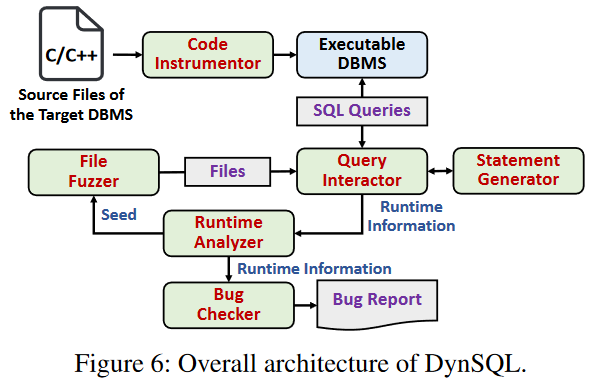 C/C++
Source Files of
the Target DBMS
Code
Instrumentor
Executable
DBMS
SQL Queries
File
Fuzzer
Files
Query
Interactor
Statement
Generator
Seed
Runtime
Analyzer
Runtime
Information
Runtime Information
Bug
Checker
Bug Report
Figure 6: Overall architecture of DynSQL.